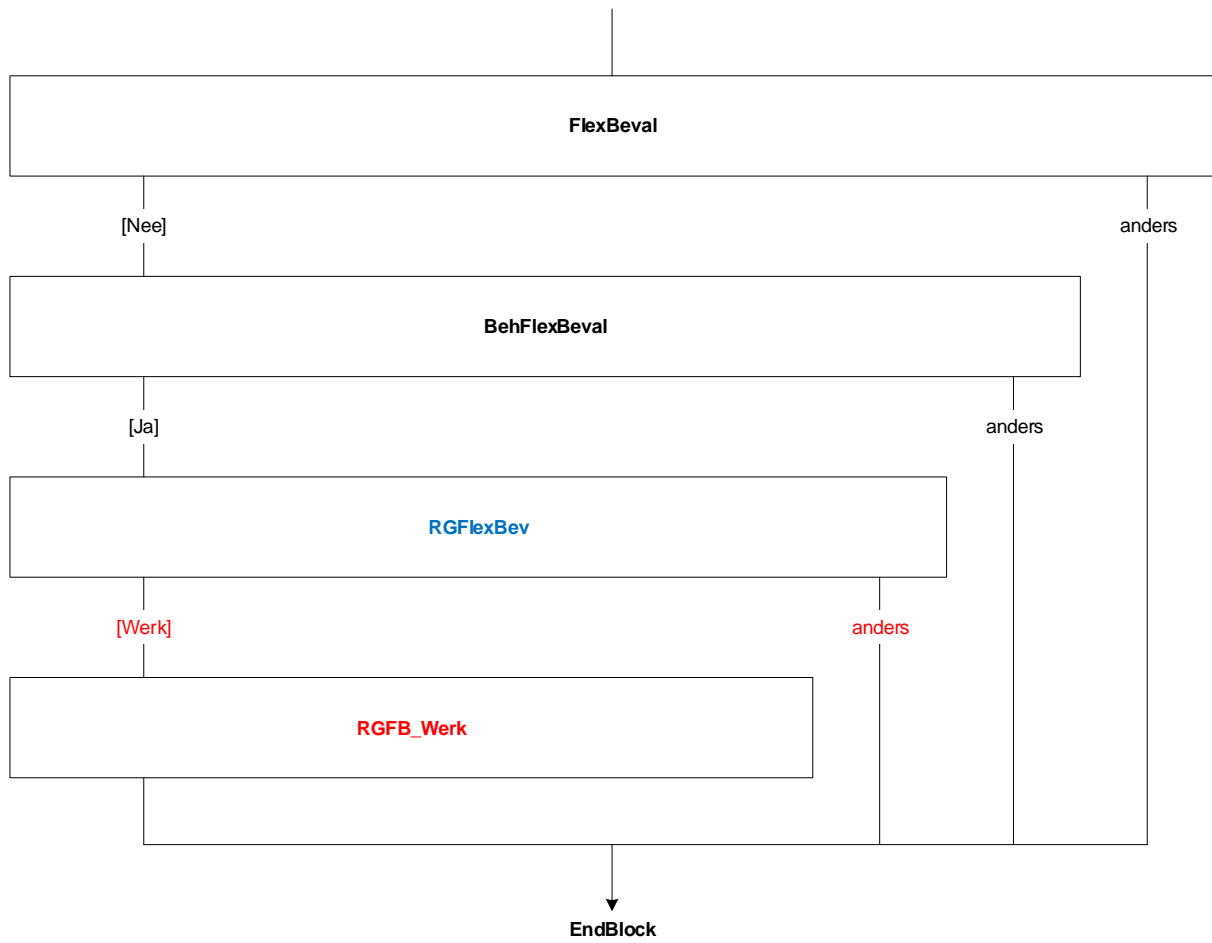 FlexBeval
[Nee]
anders
BehFlexBeval
[Ja]
anders
RGFlexBev
[Werk]
anders
RGFB_Werk
EndBlock